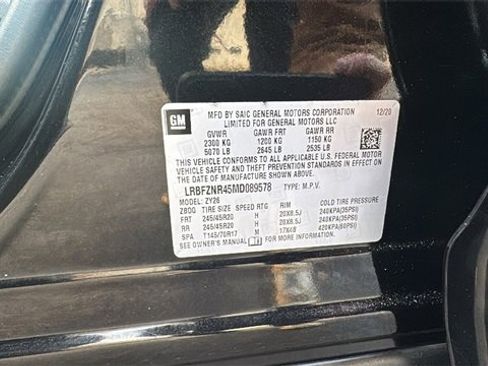 GM
MFD BY SAIC GENERAL MOTORS CORPORATION 12/20
LIMITED FOR GENERAL MOTORS LLC
GVWR GAWR FRT GAWR RR
2300 KG 1200 KG 1150 KG
5070 LB 2645 LB 2535 LB
THIS VEHICLE CONFORMS TO ALL APPLICABLE U.S. FEDERAL MOTOR
VEHICLE SAFETY AND THEFT PREVENTION STANDARDS IN EFFECT
ON THE DATE OF MANUFACTURE SHOWN ABOVE.
LRBFZNR45MD089578 TYPE: M.P.V.
MODEL: ZY26
ZBOO TIRE SIZE SPEED RTG RIM COLD TIRE PRESSURE
FRT 245/45R20 H 20X8.5J 240KPA(35PSI)
RR 245/45R20 H 20X8.5J 240KPA(35PSI)
SPA T145/70R17 M 17X4B 420KPA(60PSI)
SEE OWNER'S MANUAL FOR MORE INFORMATION.